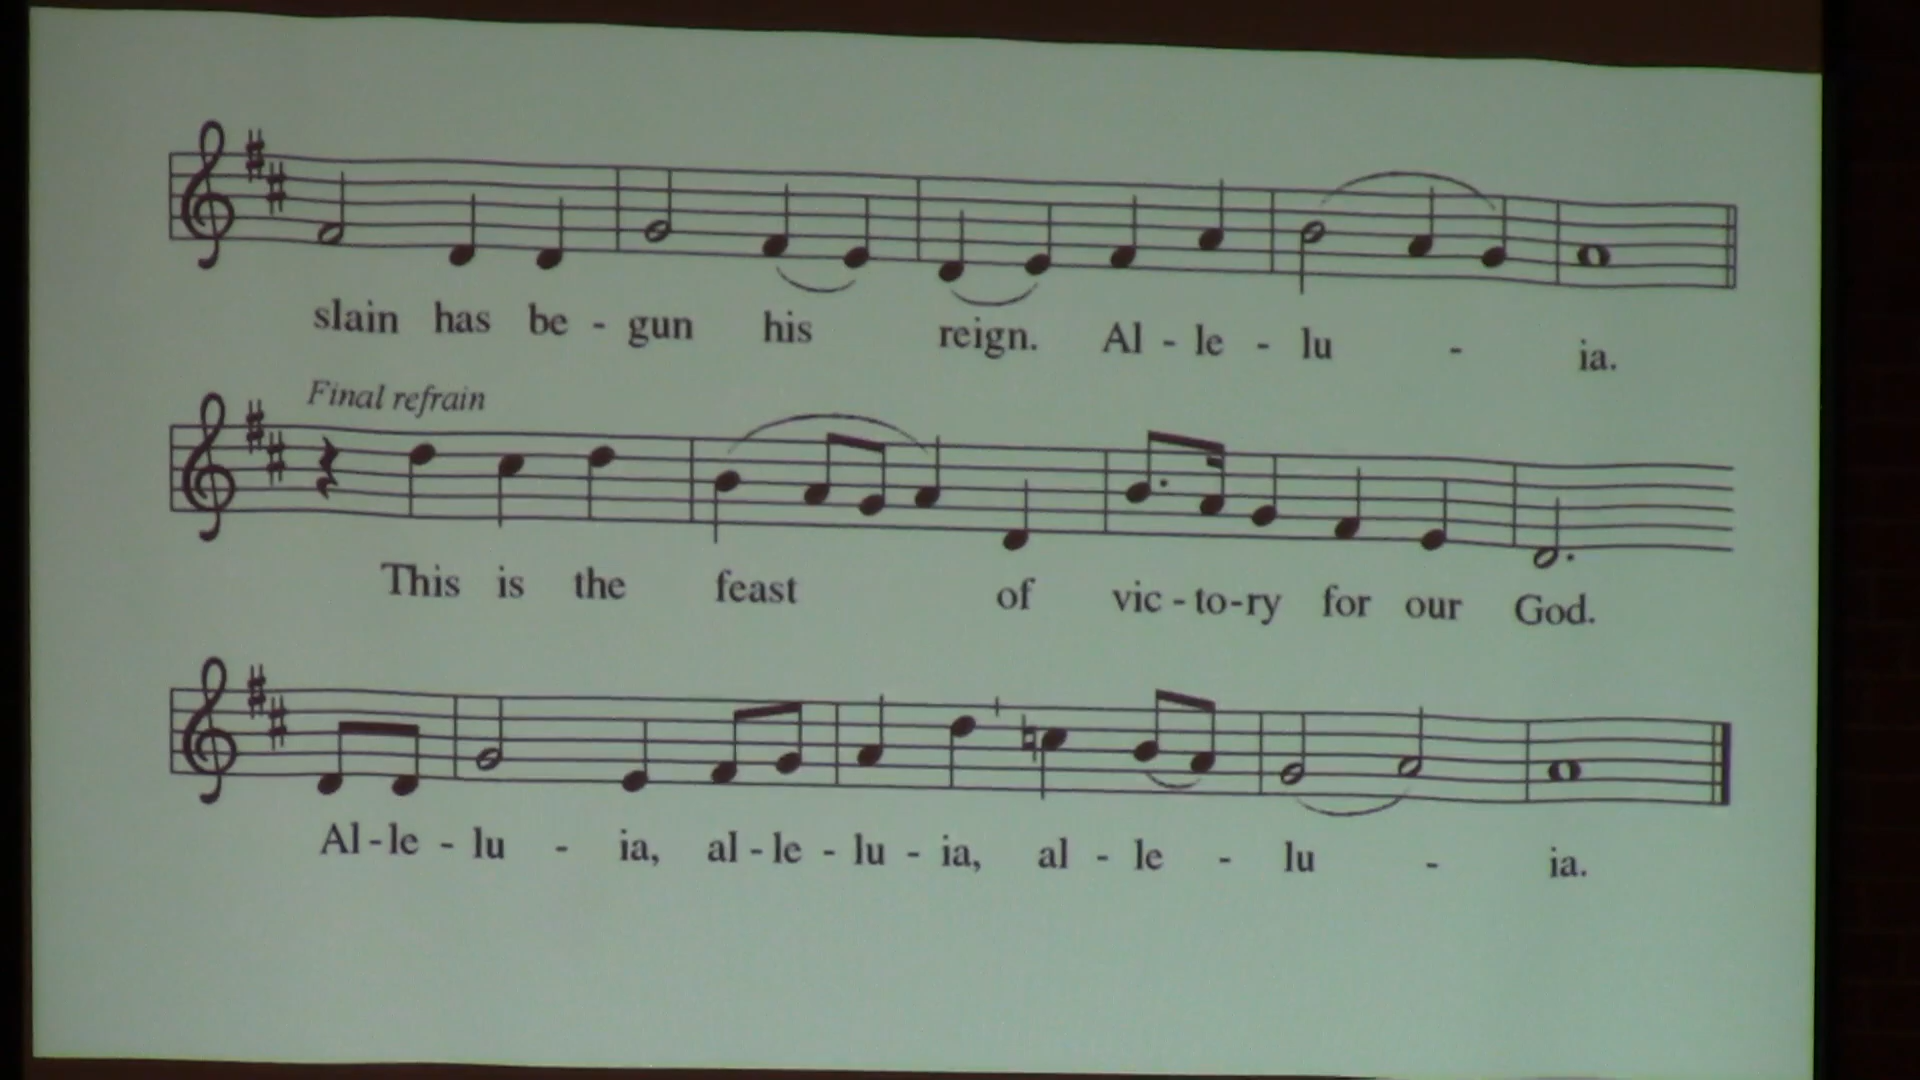 slain has be - gun his reign. Al - le - lu - ia.
Final refrain
This is the feast of vic - to - ry for our God.
Al - le - lu - ia, al - le - lu - ia, al - le - lu - ia.